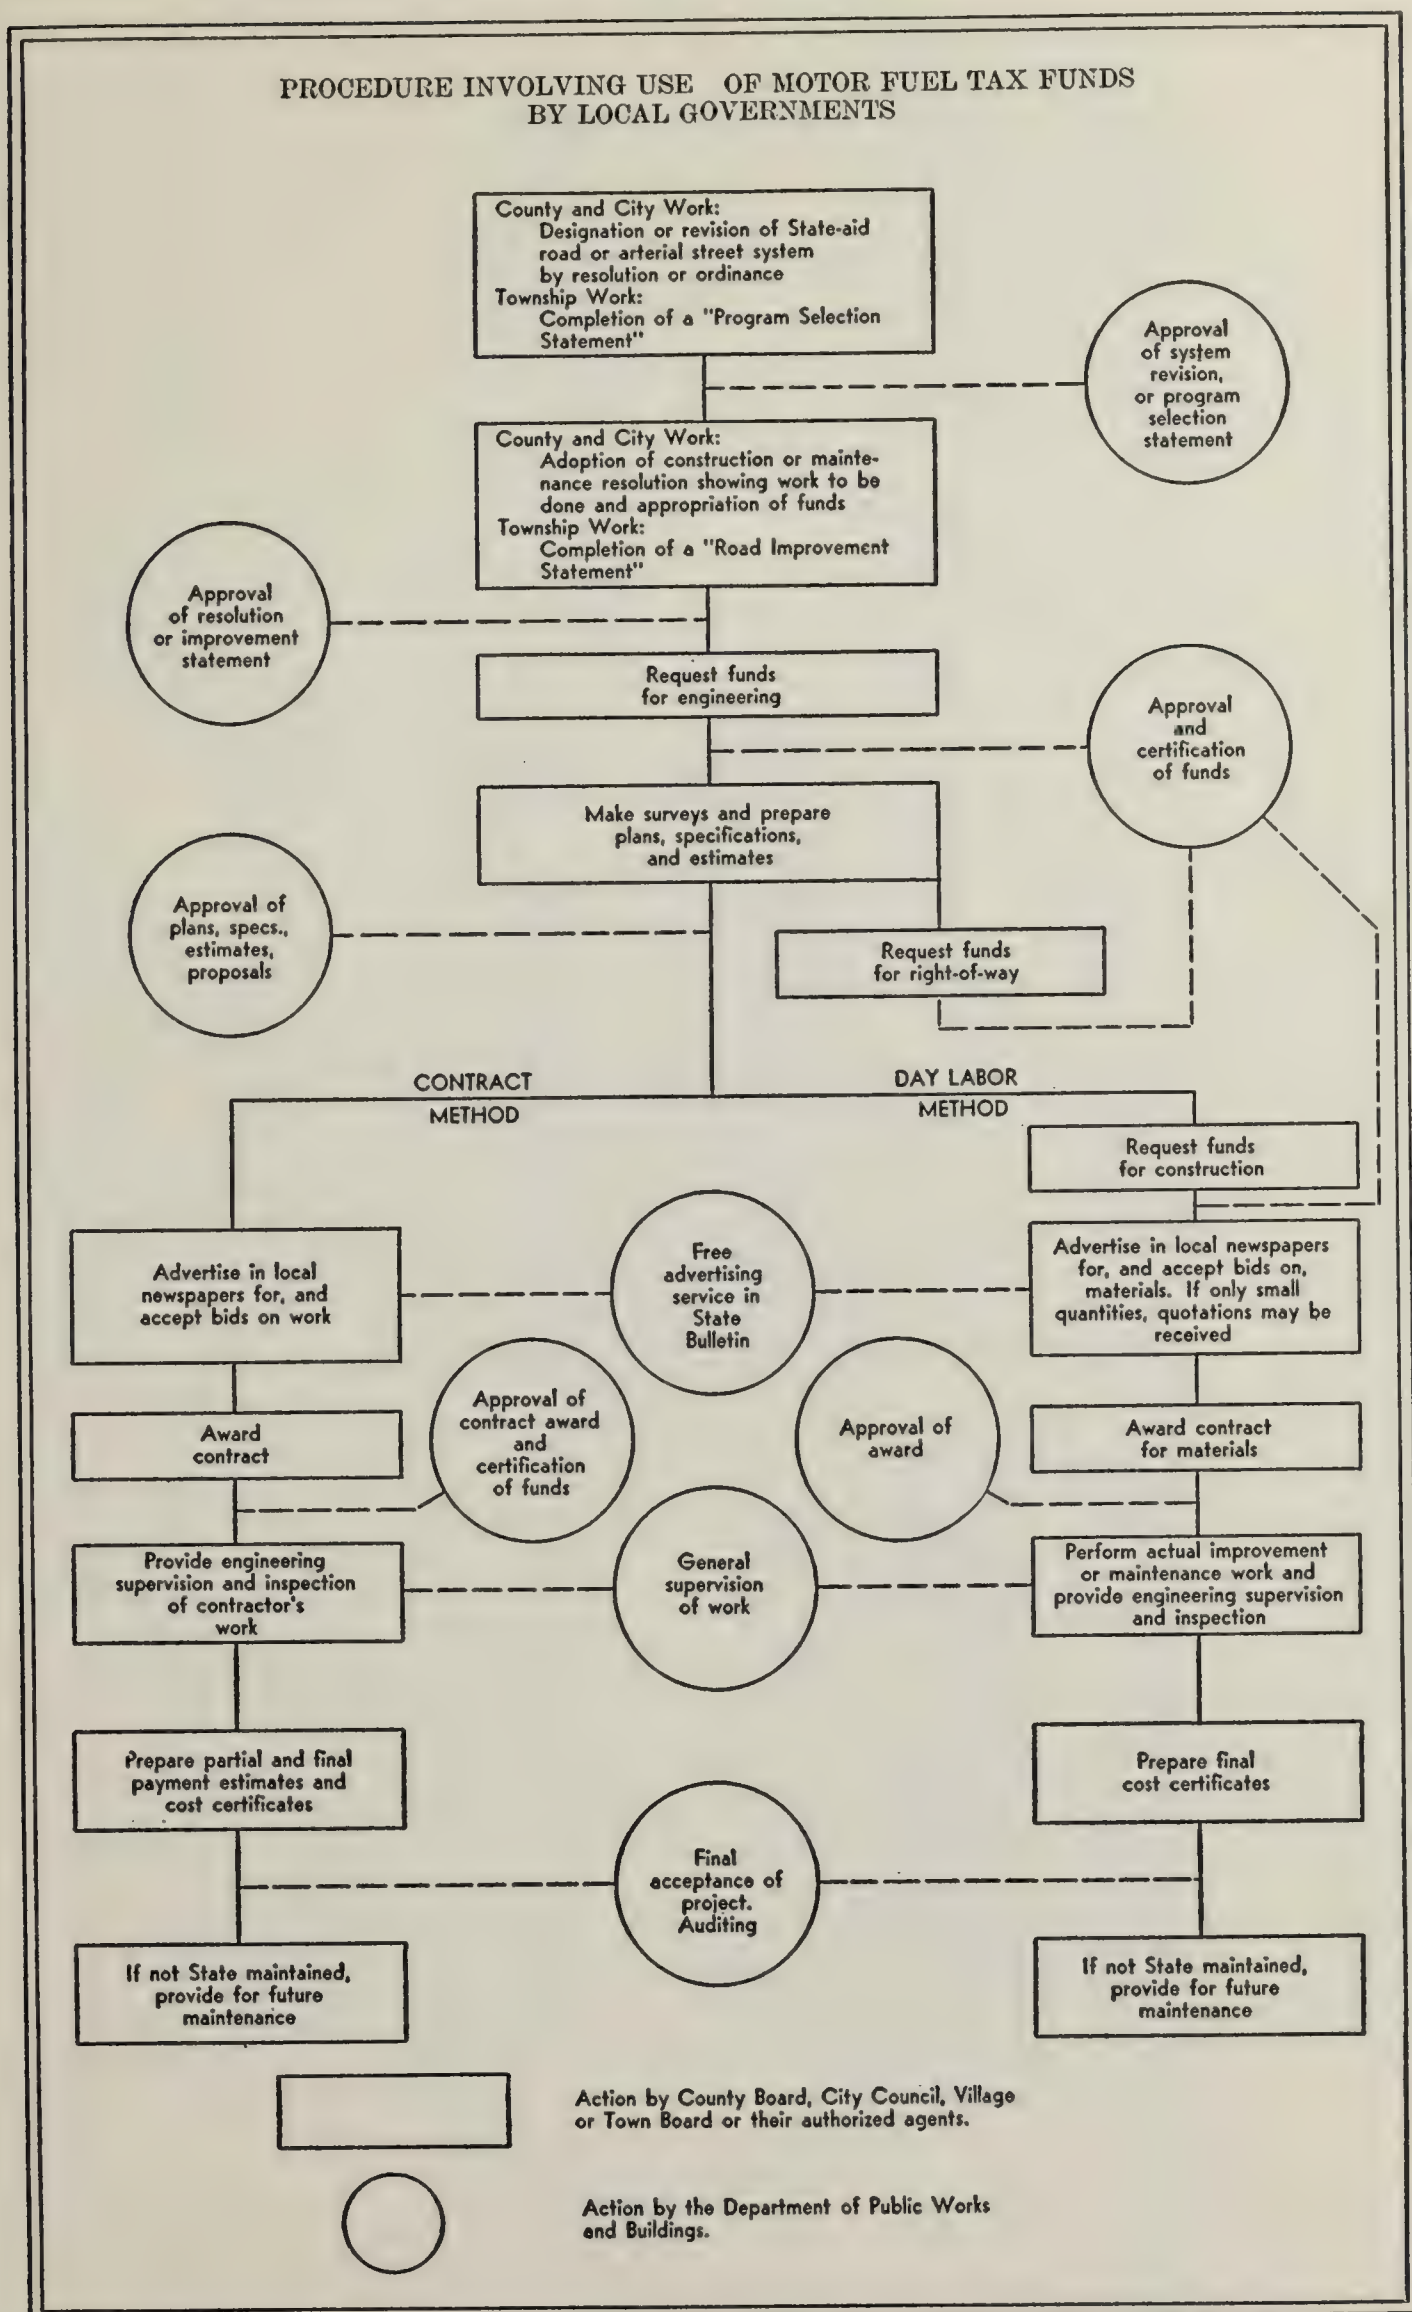 PROCEDURE INVOLVING USE OF MOTOR FUEL TAX FUNDS
BY LOCAL GOVERNMENTS
County and City Work:
Designation or revision of State-aid
road or arterial street system
by resolution or ordinance
Township Work:
Completion of a "Program Selection
Statement"
Approval
of system
revision,
or program
selection
statement
County and City Work:
Adoption of construction or mainte-
nance resolution showing work to be
done and appropriation of funds
Township Work:
Completion of a "Road Improvement
Statement"
Approval
of resolution
or improvement
statement
Request funds
for engineering
Approval
and
certification
of funds
Make surveys and prepare
plans, specifications,
and estimates
Approval of
plans, specs.,
estimates,
proposals
Request funds
for right-of-way
CONTRACT
METHOD
DAY LABOR
METHOD
Request funds
for construction
Advertise in local
newspapers for, and
accept bids on work
Free
advertising
service in
State
Bulletin
Advertise in local newspapers
for, and accept bids on,
materials. If only small
quantities, quotations may be
received
Award
contract
Approval of
contract award
and
certification
of funds
Approval of
award
Award contract
for materials
Provide engineering
supervision and inspection
of contractor's
work
General
supervision
of work
Perform actual improvement
or maintenance work and
provide engineering supervision
and inspection
Prepare partial and final
payment estimates and
cost certificates
Prepare final
cost certificates
Final
acceptance of
project.
Auditing
If not State maintained,
provide for future
maintenance
If not State maintained,
provide for future
maintenance
Action by County Board, City Council, Village
or Town Board or their authorized agents.
Action by the Department of Public Works
and Buildings.